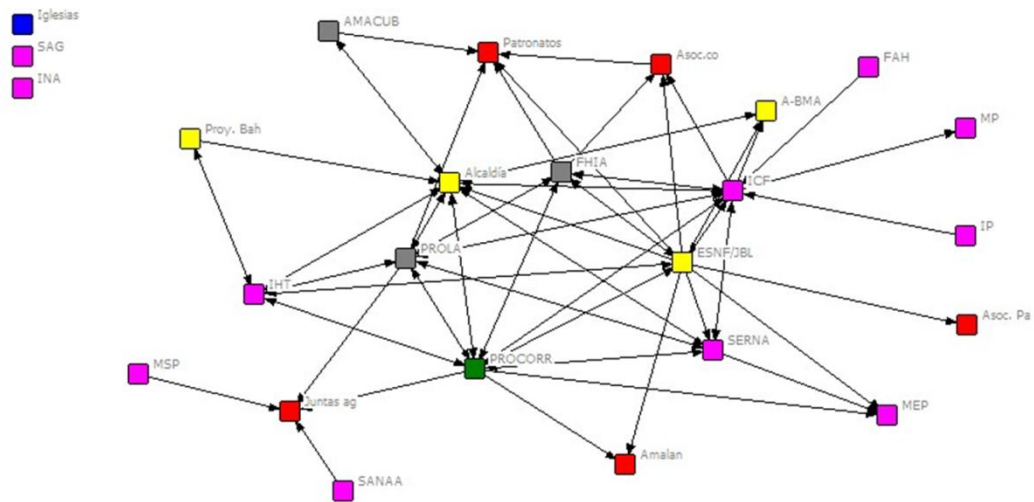 Iglesias
SAG
INA
AMACUB
Patronatos
Asoc.co
FAH
A-BMA
MP
Proy. Bah
Alcaldía
FHIA
ICF
IP
PROLA
ESNF/JBL
IHT
Asoc. Pa
SERNA
PROCORR
MSP
Juntas ag
MEP
Amalan
SANAA